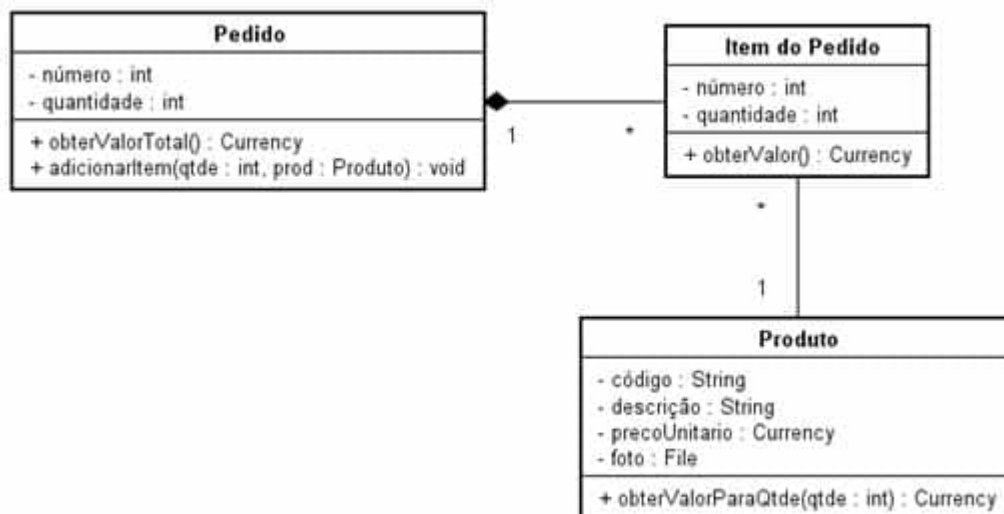 Pedido
- número : int
- quantidade : int
+ obterValorTotal() : Currency
+ adicionarItem(qtde : int, prod : Produto) : void
1
*
Item do Pedido
- número : int
- quantidade : int
+ obterValor() : Currency
*
1
Produto
- código : String
- descrição : String
- precoUnitario : Currency
- foto : File
+ obterValorParaQtde(qtde : int) : Currency